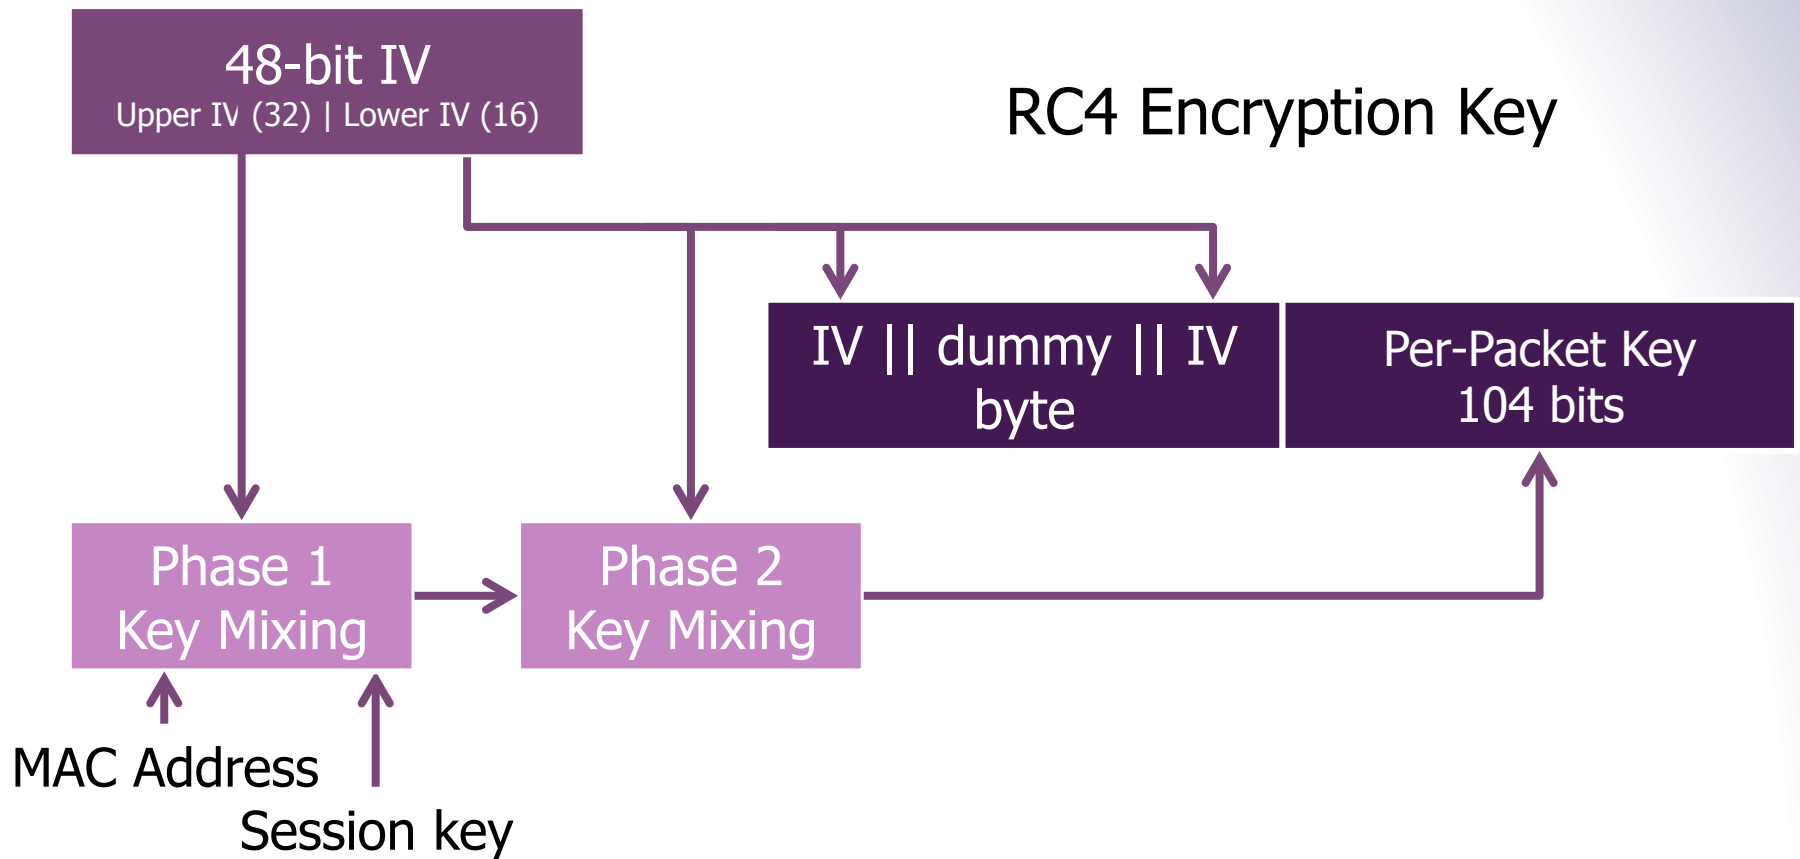 48-bit IV
Upper IV (32) | Lower IV (16)
RC4 Encryption Key
IV || dummy || IV
byte
Per-Packet Key
104 bits
Phase 1
Key Mixing
Phase 2
Key Mixing
MAC Address
Session key